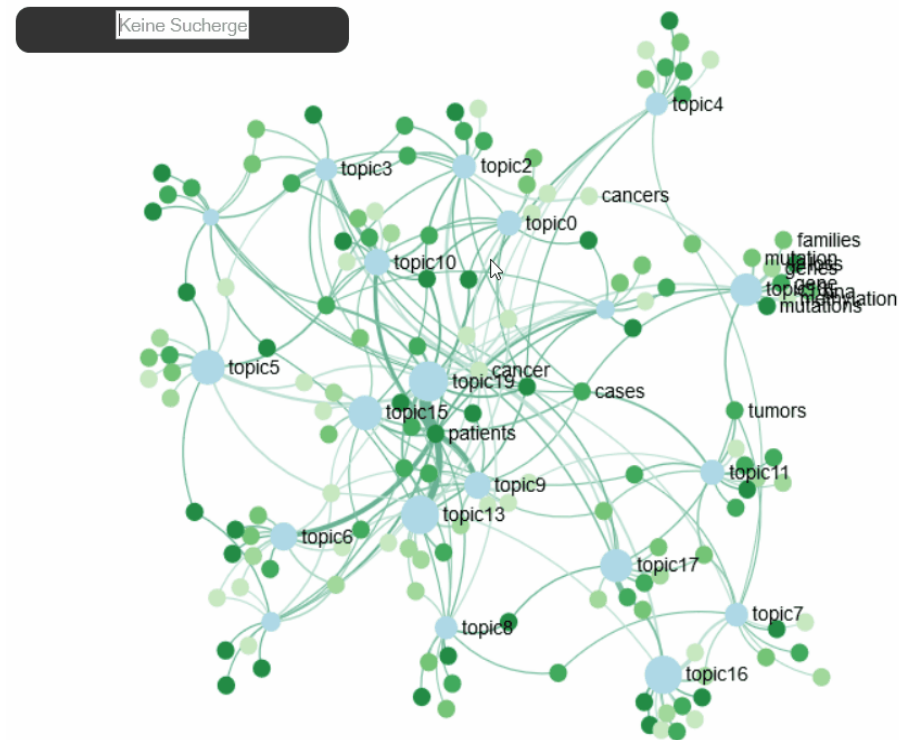 Keine Sucherge
topic4
topic3
topic2
cancers
topic0
families
mutation
topic10
genes
gene
methylation
mutations
topic5
cancer
topic19
cases
topic15
tumors
patients
topic11
topic9
topic13
topic6
topic17
topic7
topic8
topic16